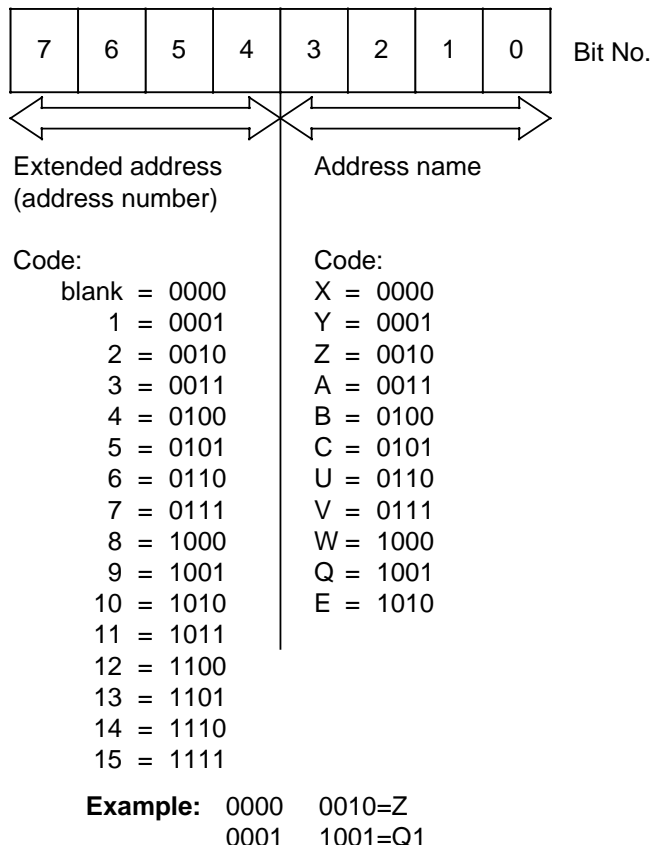 7 6 5 4 3 2 1 0 Bit No.
Extended address
(address number)
Address name
Code:
blank = 0000
1 = 0001
2 = 0010
3 = 0011
4 = 0100
5 = 0101
6 = 0110
7 = 0111
8 = 1000
9 = 1001
10 = 1010
11 = 1011
12 = 1100
13 = 1101
14 = 1110
15 = 1111
Code:
X = 0000
Y = 0001
Z = 0010
A = 0011
B = 0100
C = 0101
U = 0110
V = 0111
W = 1000
Q = 1001
E = 1010
Example: 0000 0010=Z
0001 1001=Q1